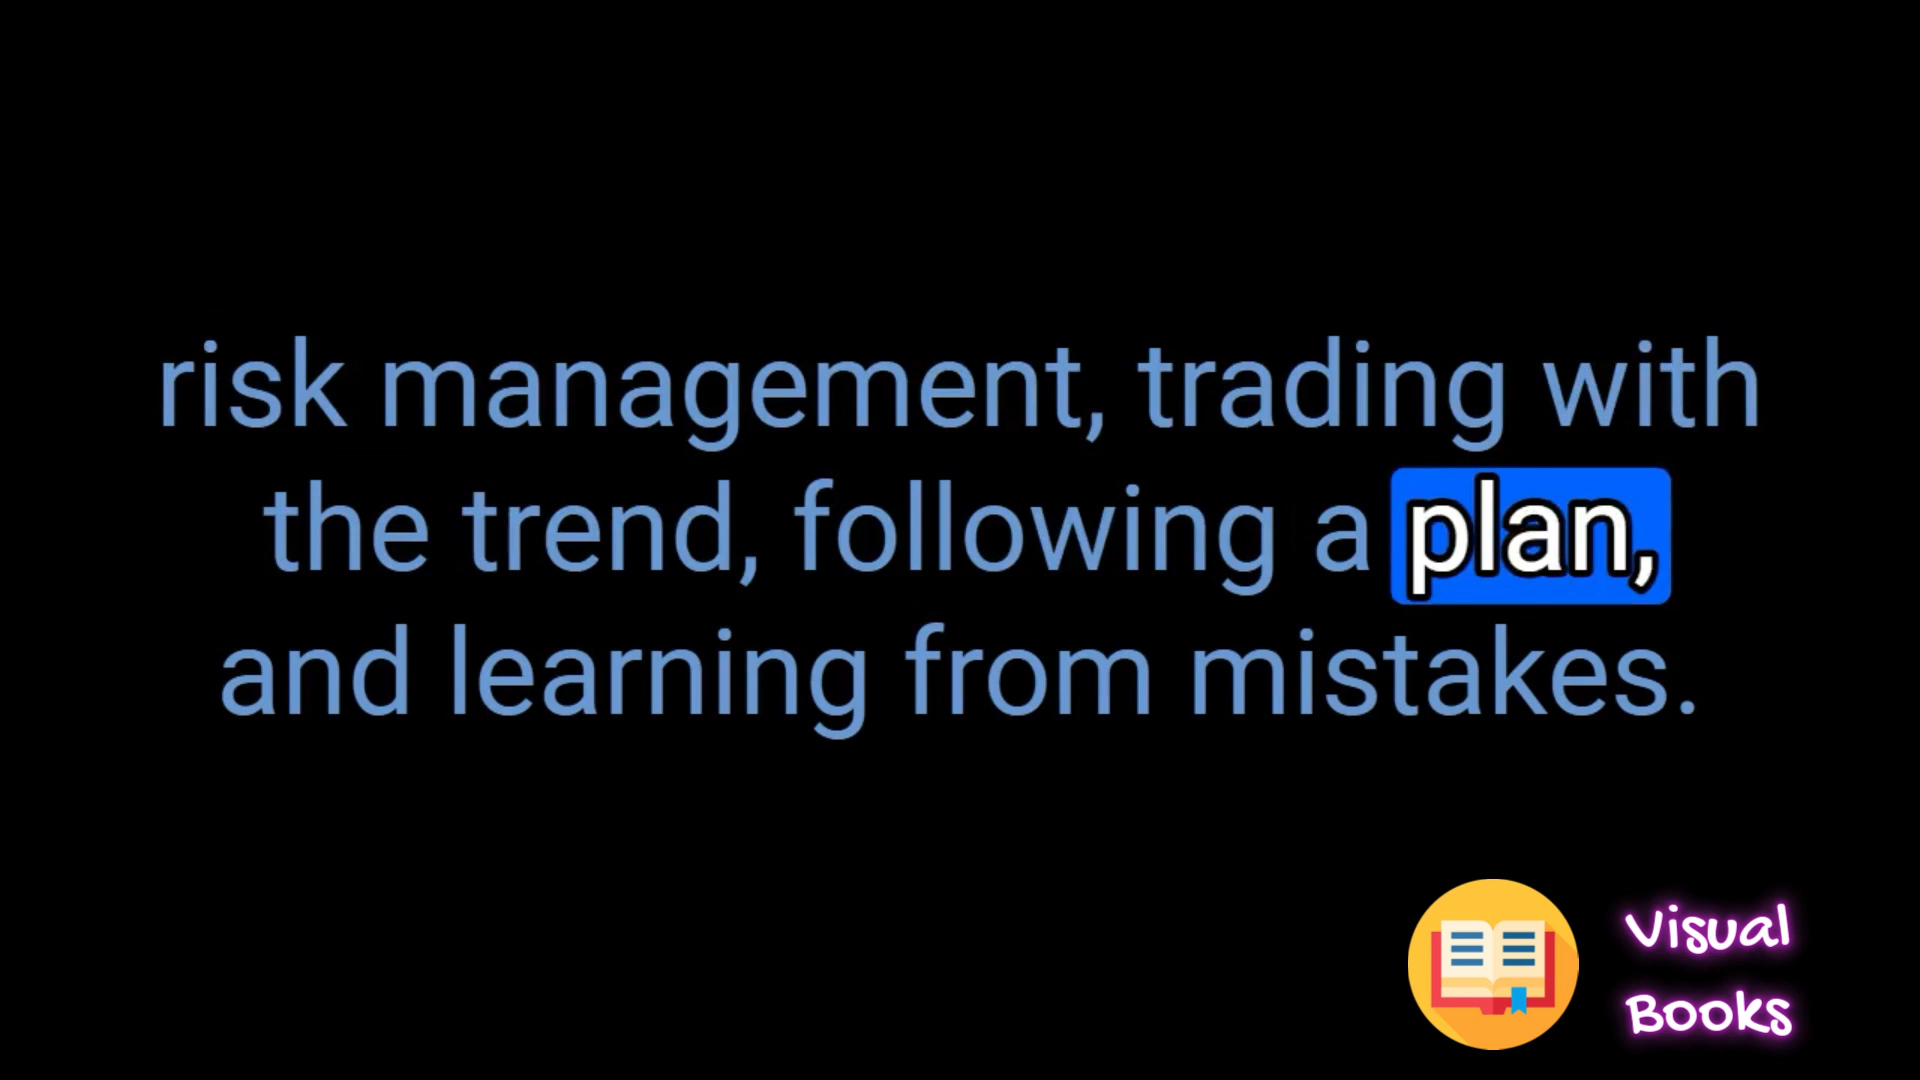 risk management, trading with
the trend, following a plan,
and learning from mistakes.
Visual
Books